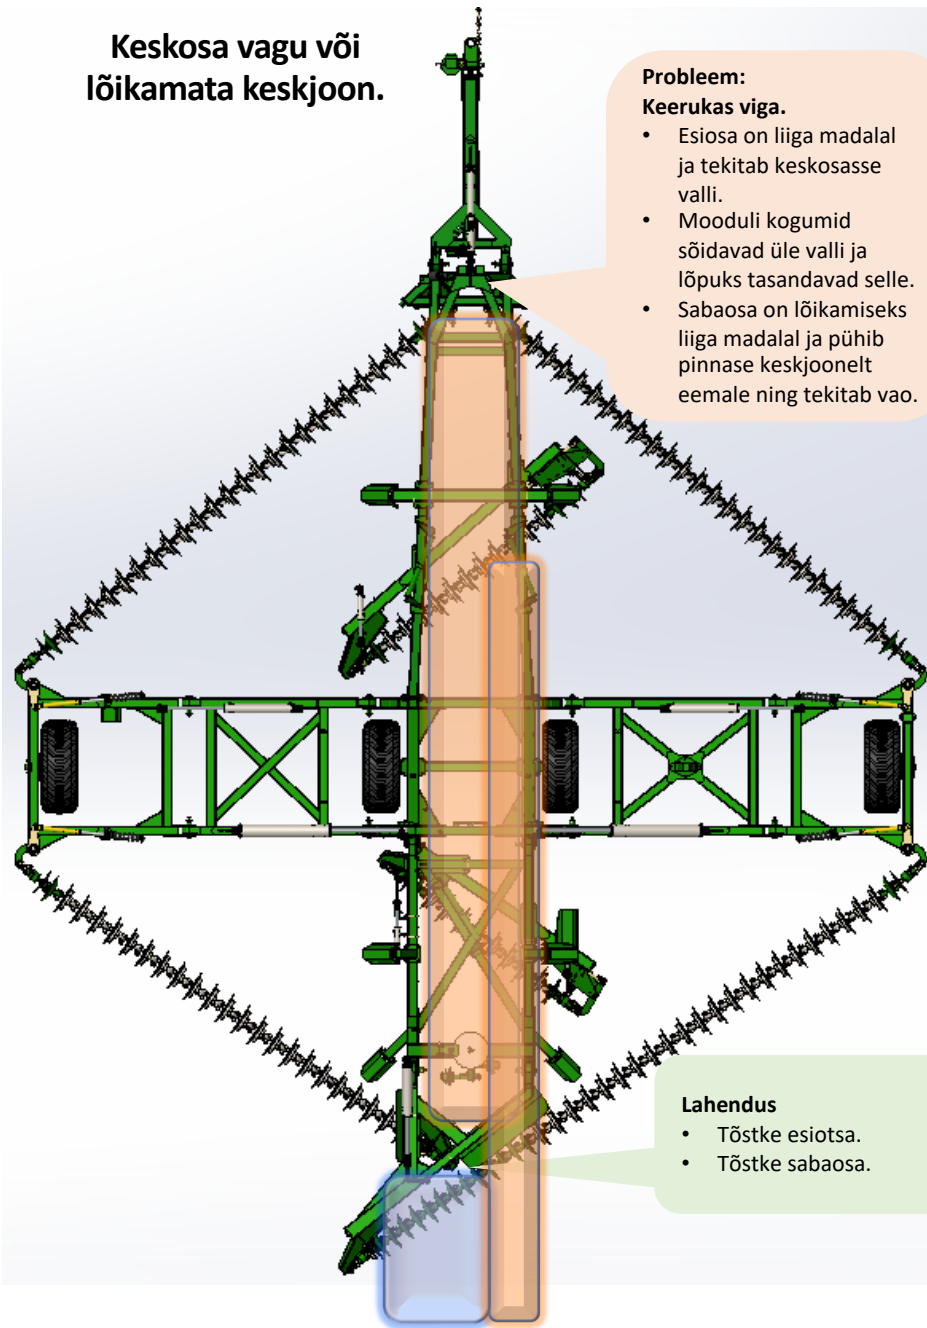 Keskosa vagu või
lõikamata keskjoon.
Probleem:
Keerukas viga.
• Esiosa on liiga madalal
ja tekitab keskosasse
valli.
• Mooduli kogumid
sõidavad üle valli ja
lõpuks tasandavad selle.
• Sabaosa on lõikamiseks
liiga madalal ja pühib
pinnase keskjoonelt
eemale ning tekitab vao.
Lahendus
• Tõstke esiotsa.
• Tõstke sabaosa.